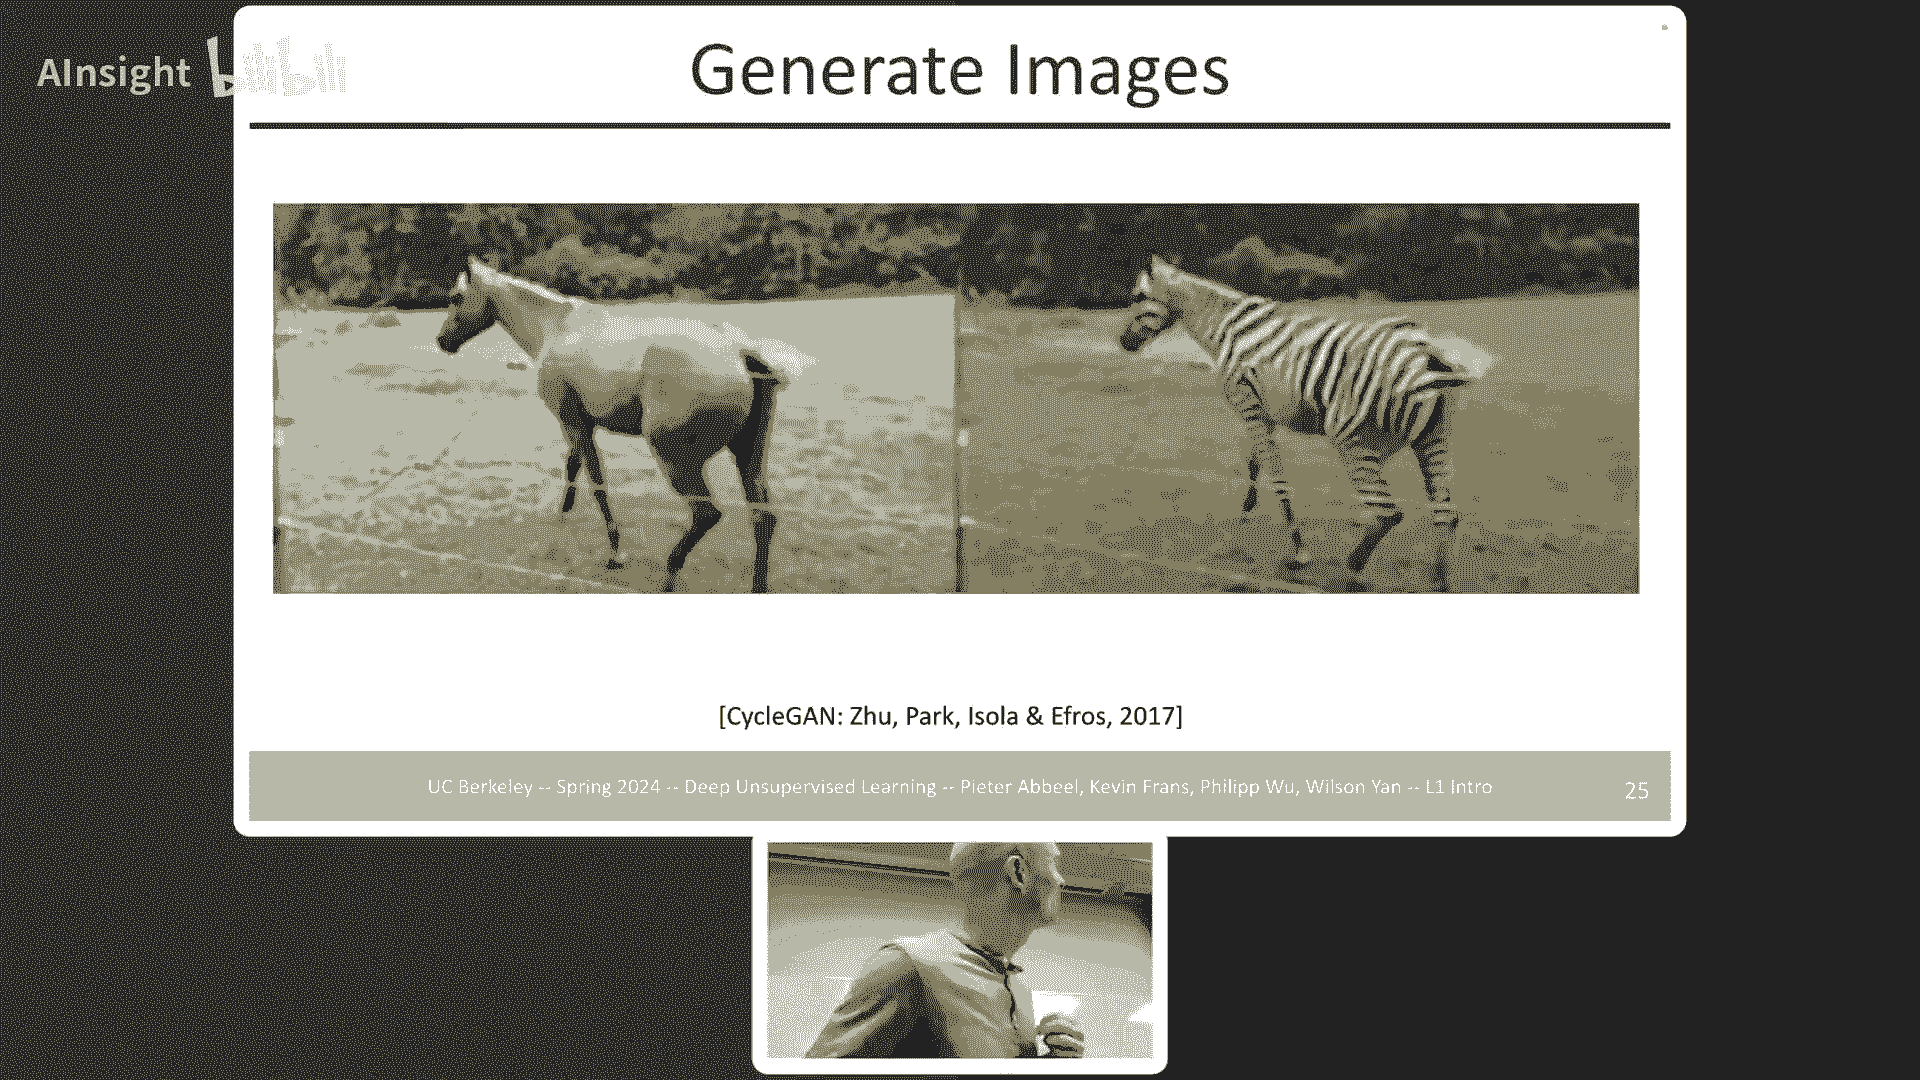 AInsight bilibili
Generate Images
[CycleGAN: Zhu, Park, Isola & Efros, 2017]
UC Berkeley -- Spring 2024 -- Deep Unsupervised Learning -- Pieter Abbeel, Kevin Frans, Philipp Wu, Wilson Yan -- L1 Intro
25